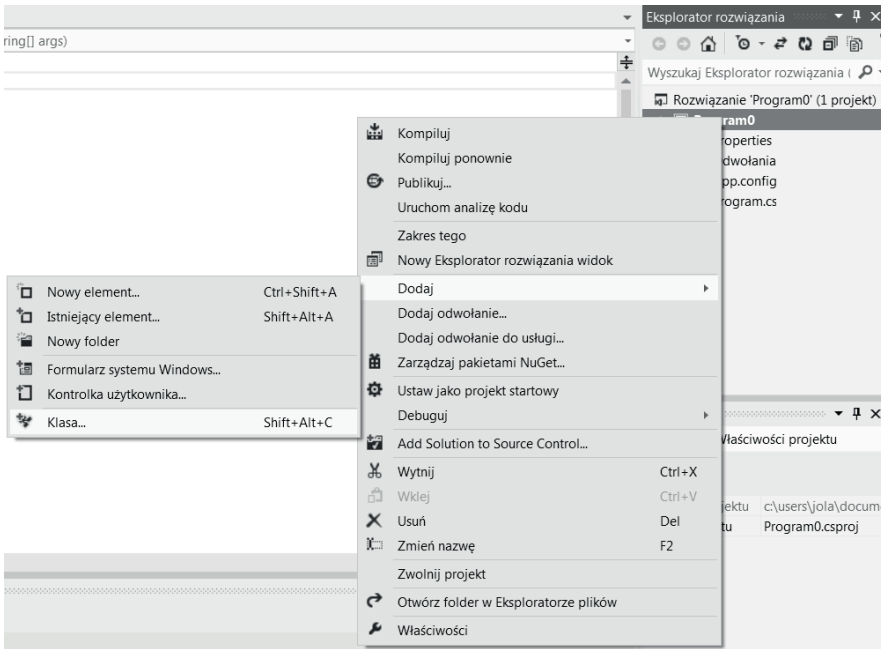 Eksplorator rozwiązania
ring[] args)
Wyszukaj Eksplorator rozwiązania (
Rozwiązanie 'Program0' (1 projekt)
ram0
roperties
dwołania
pp.config
rogram.cs
Kompiluj
Kompiluj ponownie
Publikuj...
Uruchom analizę kodu
Zakres tego
Nowy Eksplorator rozwiązania widok
Dodaj
Dodaj odwołanie...
Dodaj odwołanie do usługi...
Zarządzaj pakietami NuGet...
Ustaw jako projekt startowy
Debuguj
Add Solution to Source Control...
Wytnij Ctrl+X
Wklej Ctrl+V
Usuń Del
Zmień nazwę F2
Zwolnij projekt
Otwórz folder w Eksploratorze plików
Właściwości
Nowy element... Ctrl+Shift+A
Istniejący element... Shift+Alt+A
Nowy folder
Formularz systemu Windows...
Kontrolka użytkownika...
Klasa... Shift+Alt+C
Właściwości projektu
jektu c:\users\jola\docum
tu Program0.csproj